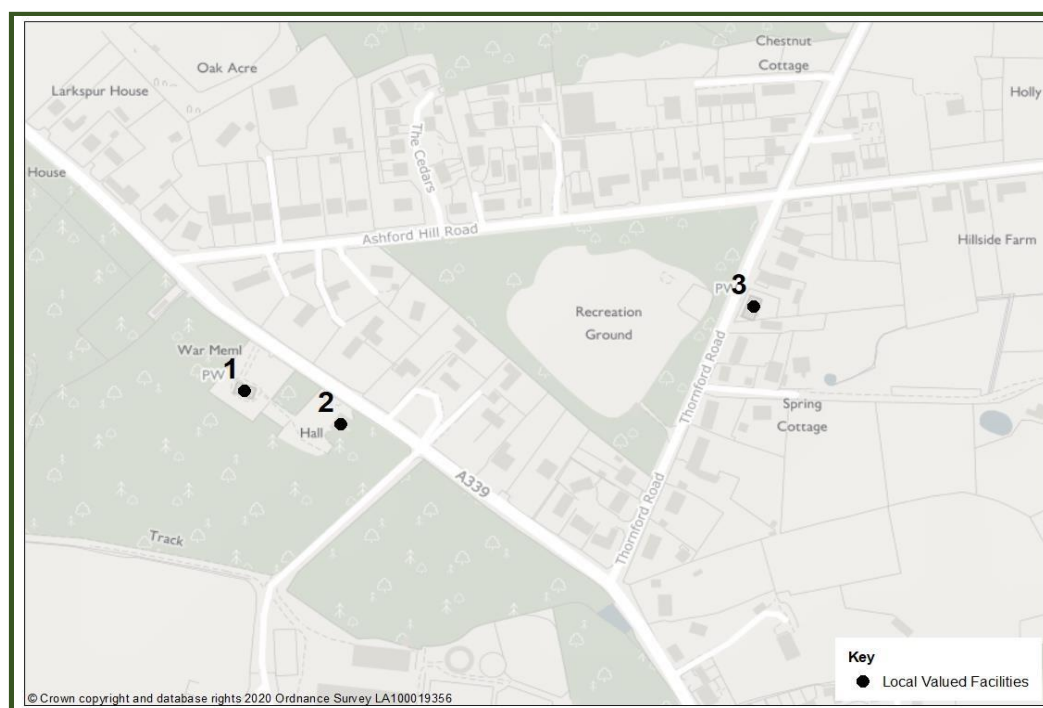 Chestnut
Cottage
Oak Acre
Larkspur House
Holly
The Cedars
House
Ashford Hill Road
Hillside Farm
3
PW
Recreation
Ground
War Meml
1
PW
Thornford Road
2
Hall
Spring
Cottage
A339
Thornford Road
Track
Key
Local Valued Facilities
© Crown copyright and database rights 2020 Ordnance Survey LA100019356